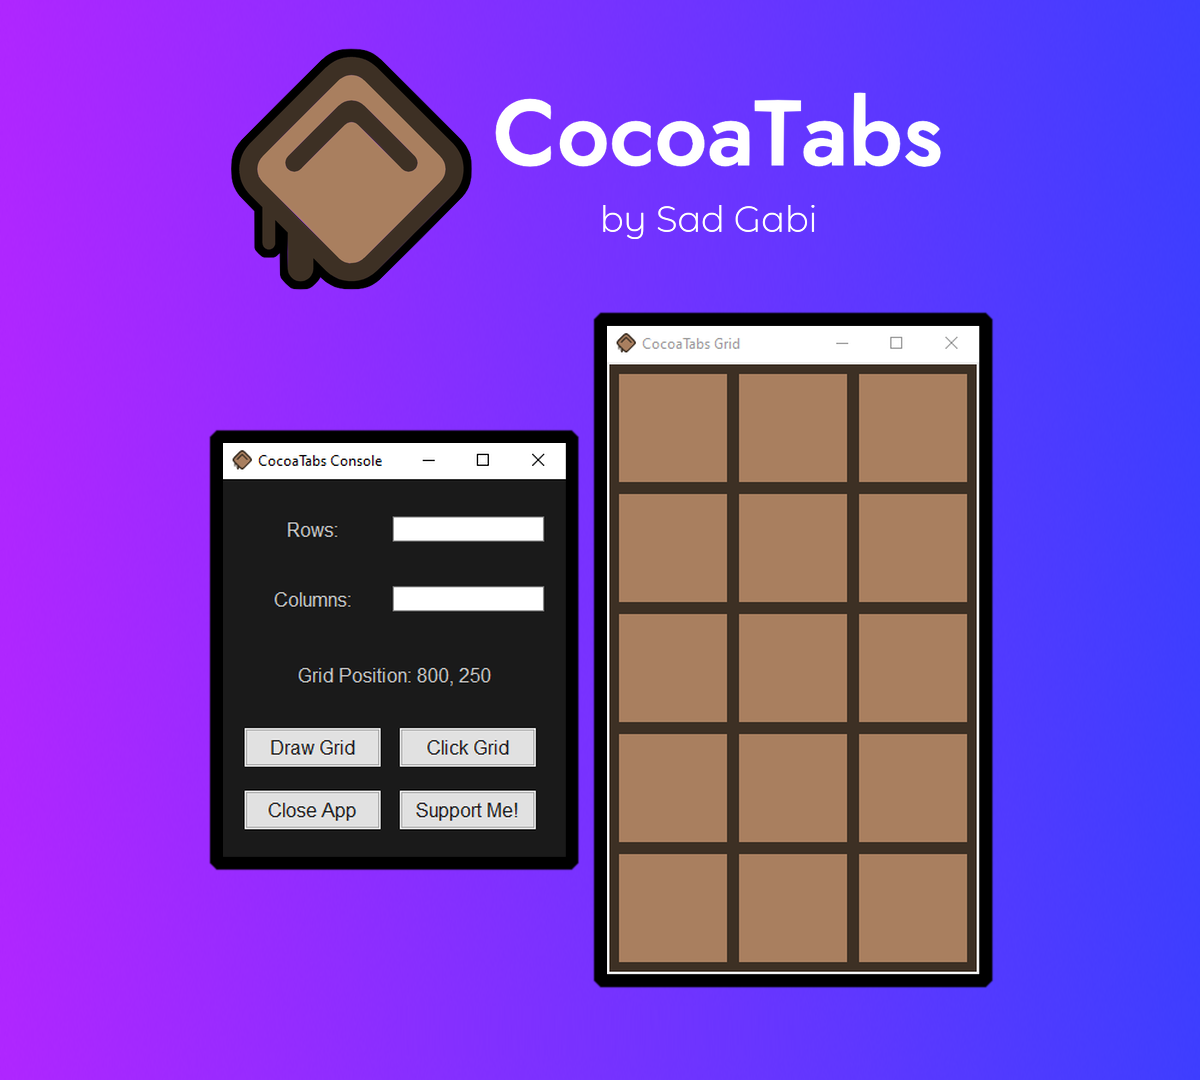 CocoaTabs
by Sad Gabi
CocoaTabs Grid
CocoaTabs Console
Rows:
Columns:
Grid Position: 800, 250
Draw Grid
Click Grid
Close App
Support Me!